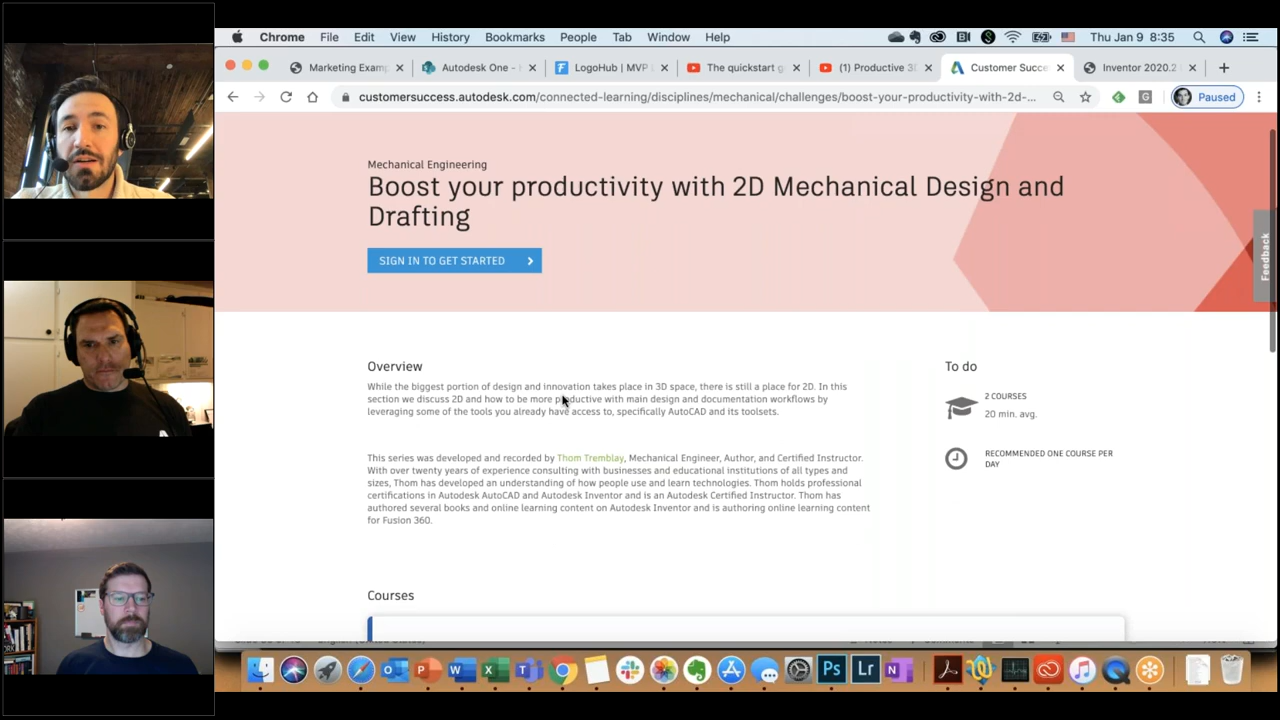 Chrome File Edit View History Bookmarks People Tab Window Help Thu Jan 9 8:35
Marketing Exam Autodesk One - LogoHub | MVP The quickstart g (1) Productive 3 Customer Succe Inventor 2020.2
customersuccess.autodesk.com/connected-learning/disciplines/mechanical/challenges/boost-your-productivity-with-2d-... Paused
Mechanical Engineering
Boost your productivity with 2D Mechanical Design and
Drafting
SIGN IN TO GET STARTED
Feedback
Overview
While the biggest portion of design and innovation takes place in 3D space, there is still a place for 2D. In this
section we discuss 2D and how to be more productive with main design and documentation workflows by
leveraging some of the tools you already have access to, specifically AutoCAD and its toolsets.
This series was developed and recorded by Thom Tremblay, Mechanical Engineer, Author, and Certified Instructor.
With over twenty years of experience consulting with businesses and educational institutions of all types and
sizes, Thom has developed an understanding of how people use and learn technologies. Thom holds professional
certifications in Autodesk AutoCAD and Autodesk Inventor and is an Autodesk Certified Instructor. Thom has
authored several books and online learning content on Autodesk Inventor and is authoring online learning content
for Fusion 360.
To do
2 COURSES
20 min. avg.
RECOMMENDED ONE COURSE PER
DAY
Courses
Ps Lr